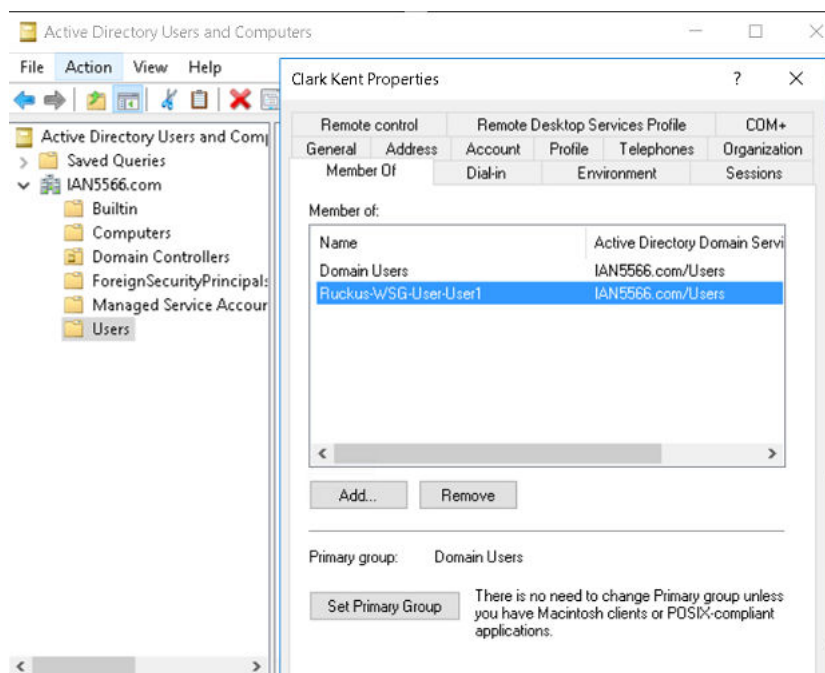 Active Directory Users and Computers
File Action View Help
Active Directory Users and Comp
Saved Queries
IAN5566.com
Builtin
Computers
Domain Controllers
ForeignSecurityPrincipals
Managed Service Accour
Users
Clark Kent Properties
?
Remote control Remote Desktop Services Profile COM+
General Address Account Profile Telephones Organization
Member Of Dial-in Environment Sessions
Member of:
Name Active Directory Domain Servi
Domain Users IAN5566.com/Users
Ruckus-WSG-User-User1 IAN5566.com/Users
Add... Remove
Primary group: Domain Users
Set Primary Group
There is no need to change Primary group unless
you have Macintosh clients or POSIX-compliant
applications.